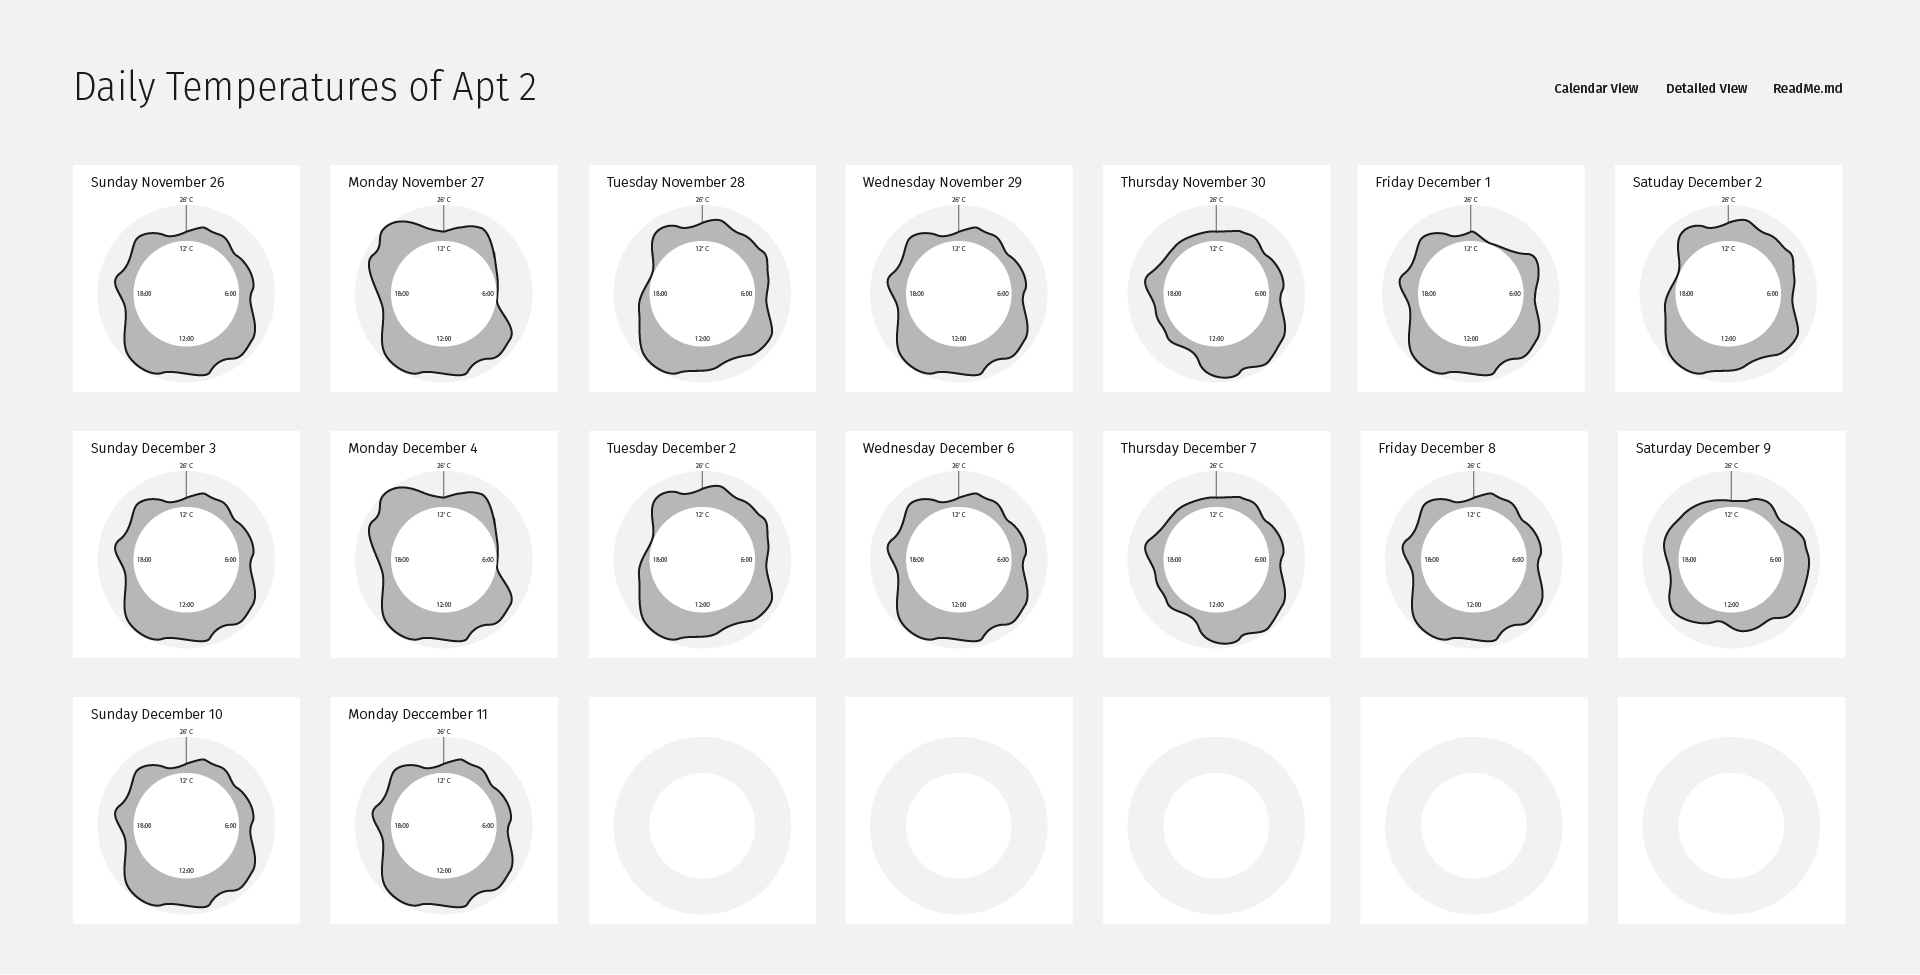 Daily Temperatures of Apt 2
Calendar View Detailed View ReadMe.md
Sunday November 26
26' C
12' C
18:00 6:00
12:00
Monday November 27
26' C
12' C
18:00 6:00
12:00
Tuesday November 28
26' C
12' C
18:00 6:00
12:00
Wednesday November 29
26' C
12' C
18:00 6:00
12:00
Thursday November 30
26' C
12' C
18:00 6:00
12:00
Friday December 1
26' C
12' C
18:00 6:00
12:00
Satuday December 2
26' C
12' C
18:00 6:00
12:00
Sunday December 3
26' C
12' C
18:00 6:00
12:00
Monday December 4
26' C
12' C
18:00 6:00
12:00
Tuesday December 2
26' C
12' C
18:00 6:00
12:00
Wednesday December 6
26' C
12' C
18:00 6:00
12:00
Thursday December 7
26' C
12' C
18:00 6:00
12:00
Friday December 8
26' C
12' C
18:00 6:00
12:00
Saturday December 9
26' C
12' C
18:00 6:00
12:00
Sunday December 10
26' C
12' C
18:00 6:00
12:00
Monday Deccember 11
26' C
12' C
18:00 6:00
12:00